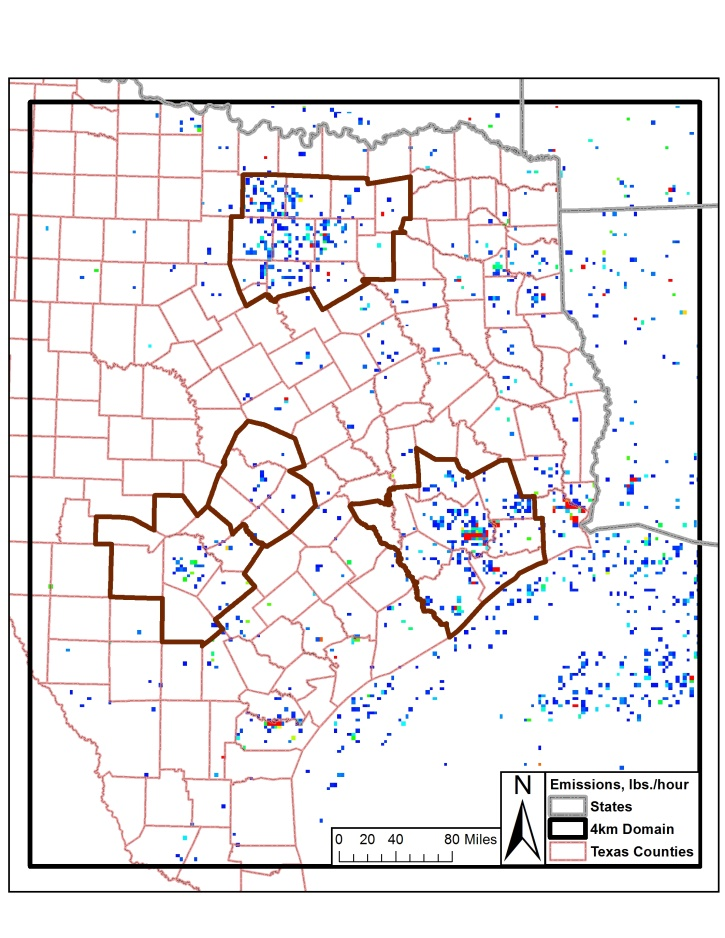 N
Emissions, lbs./hour
States
4km Domain
Texas Counties
0 20 40 80 Miles